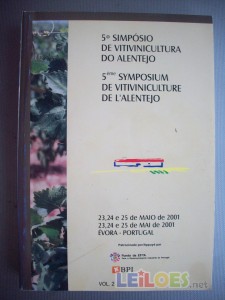 5º SIMPÓSIO
DE VITIVINICULTURA
DO ALENTEJO
5ème SYMPOSIUM
DE VITIVINICULTURE
DE L'ALENTEJO
23,24 e 25 de MAIO de 2001
23,24 e 25 de MAI de 2001
ÉVORA - PORTUGAL
BPI
VOL. 2
LEILOES.net